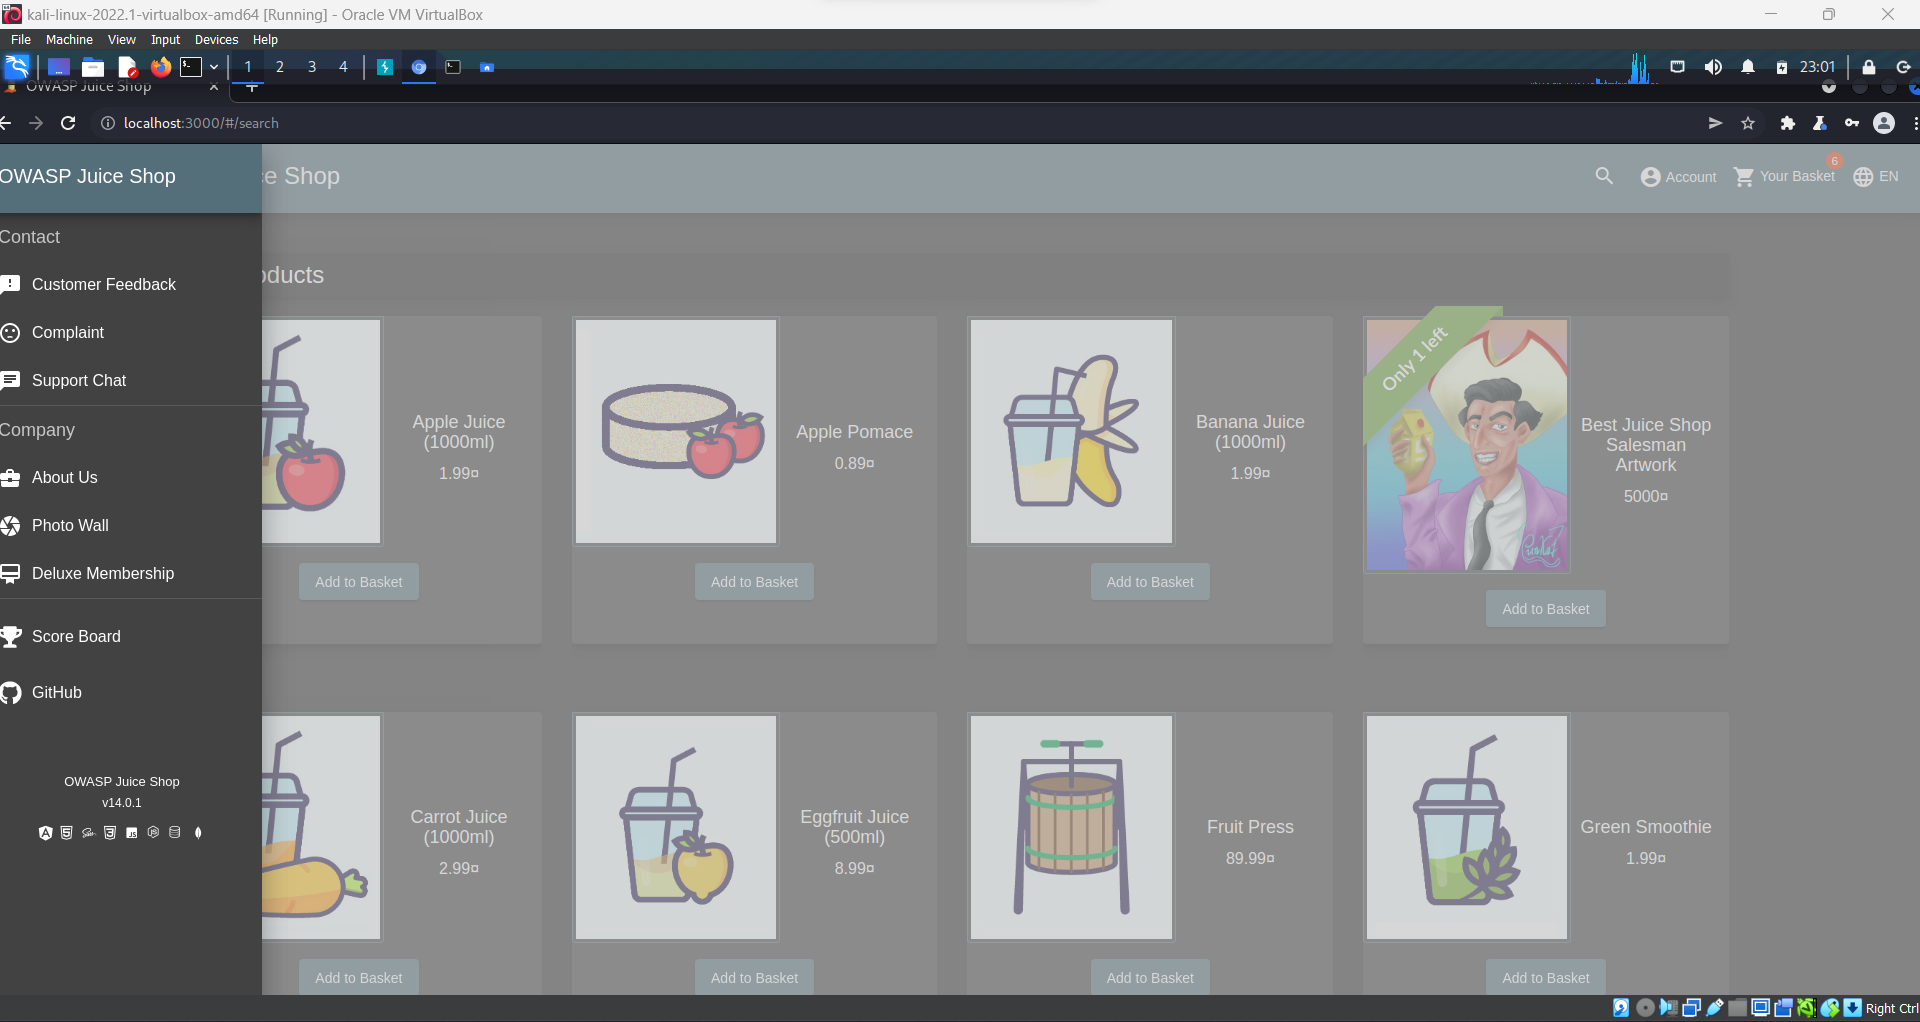 kali-linux-2022.1-virtualbox-amd64 [Running] - Oracle VM VirtualBox
File Machine View Input Devices Help
1 2 3 4 23:01
OWASP Juice Shop
localhost:3000/#/search
OWASP Juice Shop
ce Shop
Account
6
Your Basket
EN
Contact
Customer Feedback
Complaint
Support Chat
Company
About Us
Photo Wall
Deluxe Membership
Score Board
GitHub
OWASP Juice Shop
v14.0.1
oducts
Apple Juice
(1000ml)
1.99¤
Add to Basket
Apple Pomace
0.89¤
Add to Basket
Banana Juice
(1000ml)
1.99¤
Add to Basket
Only 1 left
Best Juice Shop
Salesman
Artwork
5000¤
Add to Basket
Carrot Juice
(1000ml)
2.99¤
Add to Basket
Eggfruit Juice
(500ml)
8.99¤
Add to Basket
Fruit Press
89.99¤
Add to Basket
Green Smoothie
1.99¤
Add to Basket
Right Ctrl